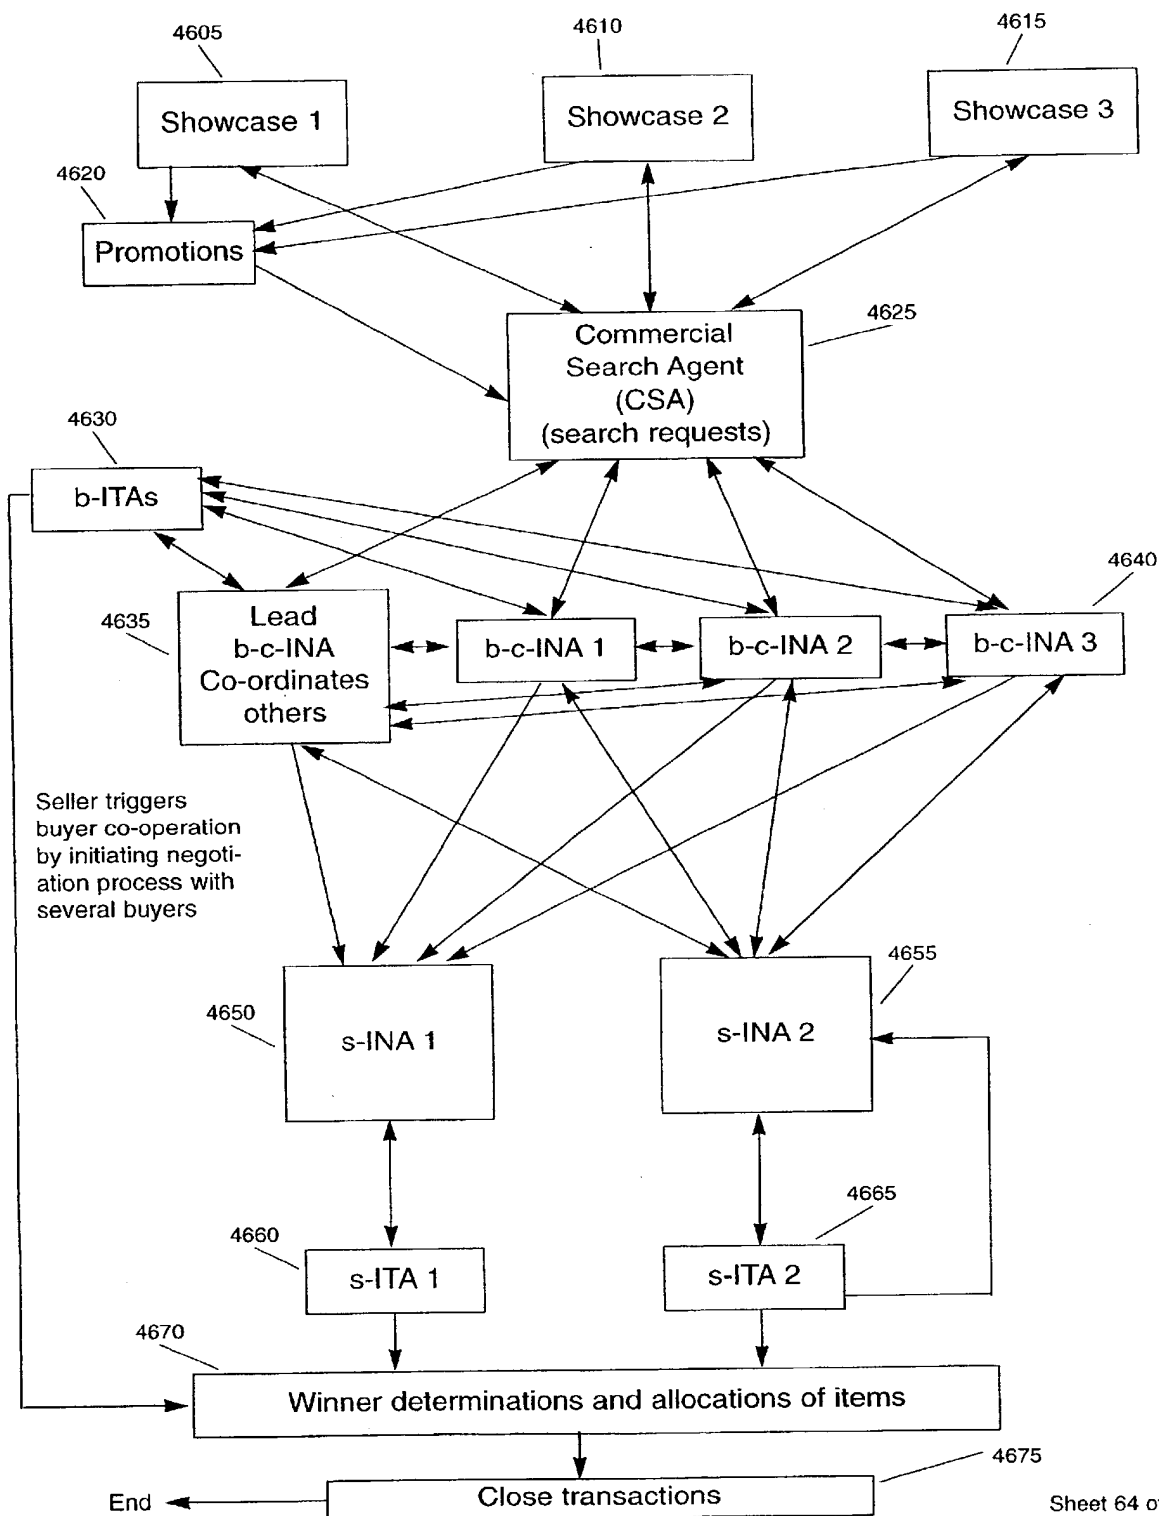 4605
4610
4615
Showcase 1
Showcase 2
Showcase 3
4620
Promotions
4625
Commercial
Search Agent
(CSA)
(search requests)
4630
b-ITAs
4635
Lead
b-c-INA
Co-ordinates
others
b-c-INA 1
b-c-INA 2
4640
b-c-INA 3
Seller triggers
buyer co-operation
by initiating negoti-
ation process with
several buyers
4650
s-INA 1
4655
s-INA 2
4660
s-ITA 1
4665
s-ITA 2
4670
Winner determinations and allocations of items
4675
Close transactions
End
Sheet 64 o